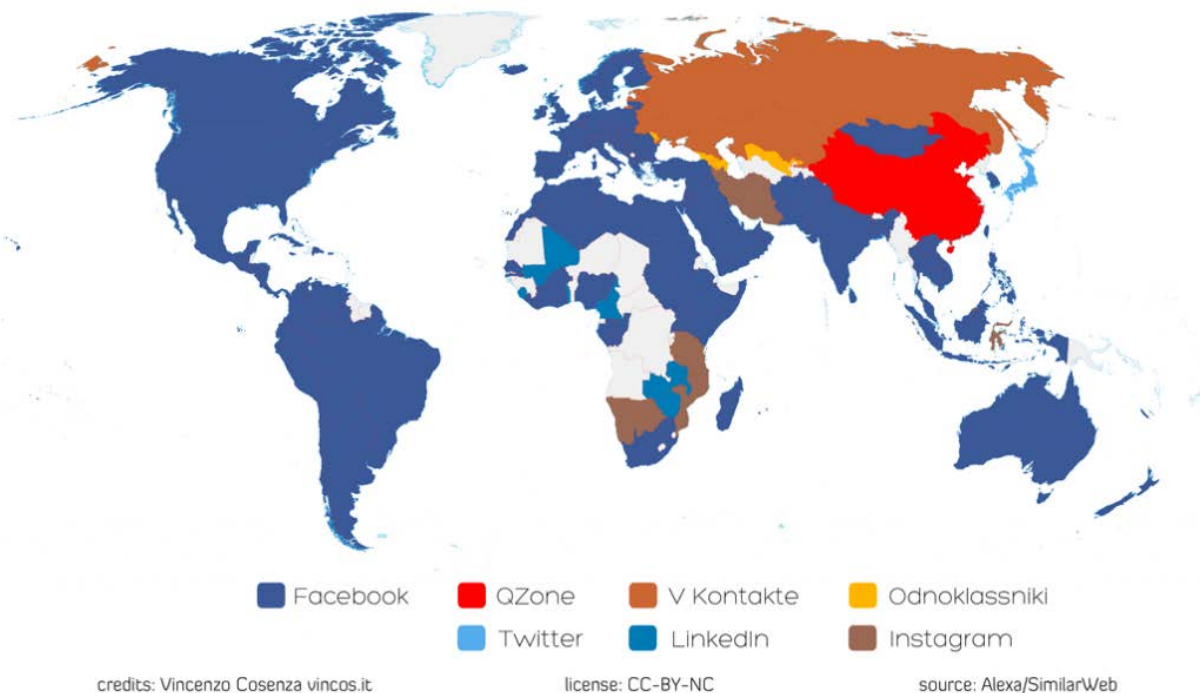 Facebook QZone V Kontakte Odnoklassniki
Twitter LinkedIn Instagram
credits: Vincenzo Cosenza vincos.it license: CC-BY-NC source: Alexa/SimilarWeb